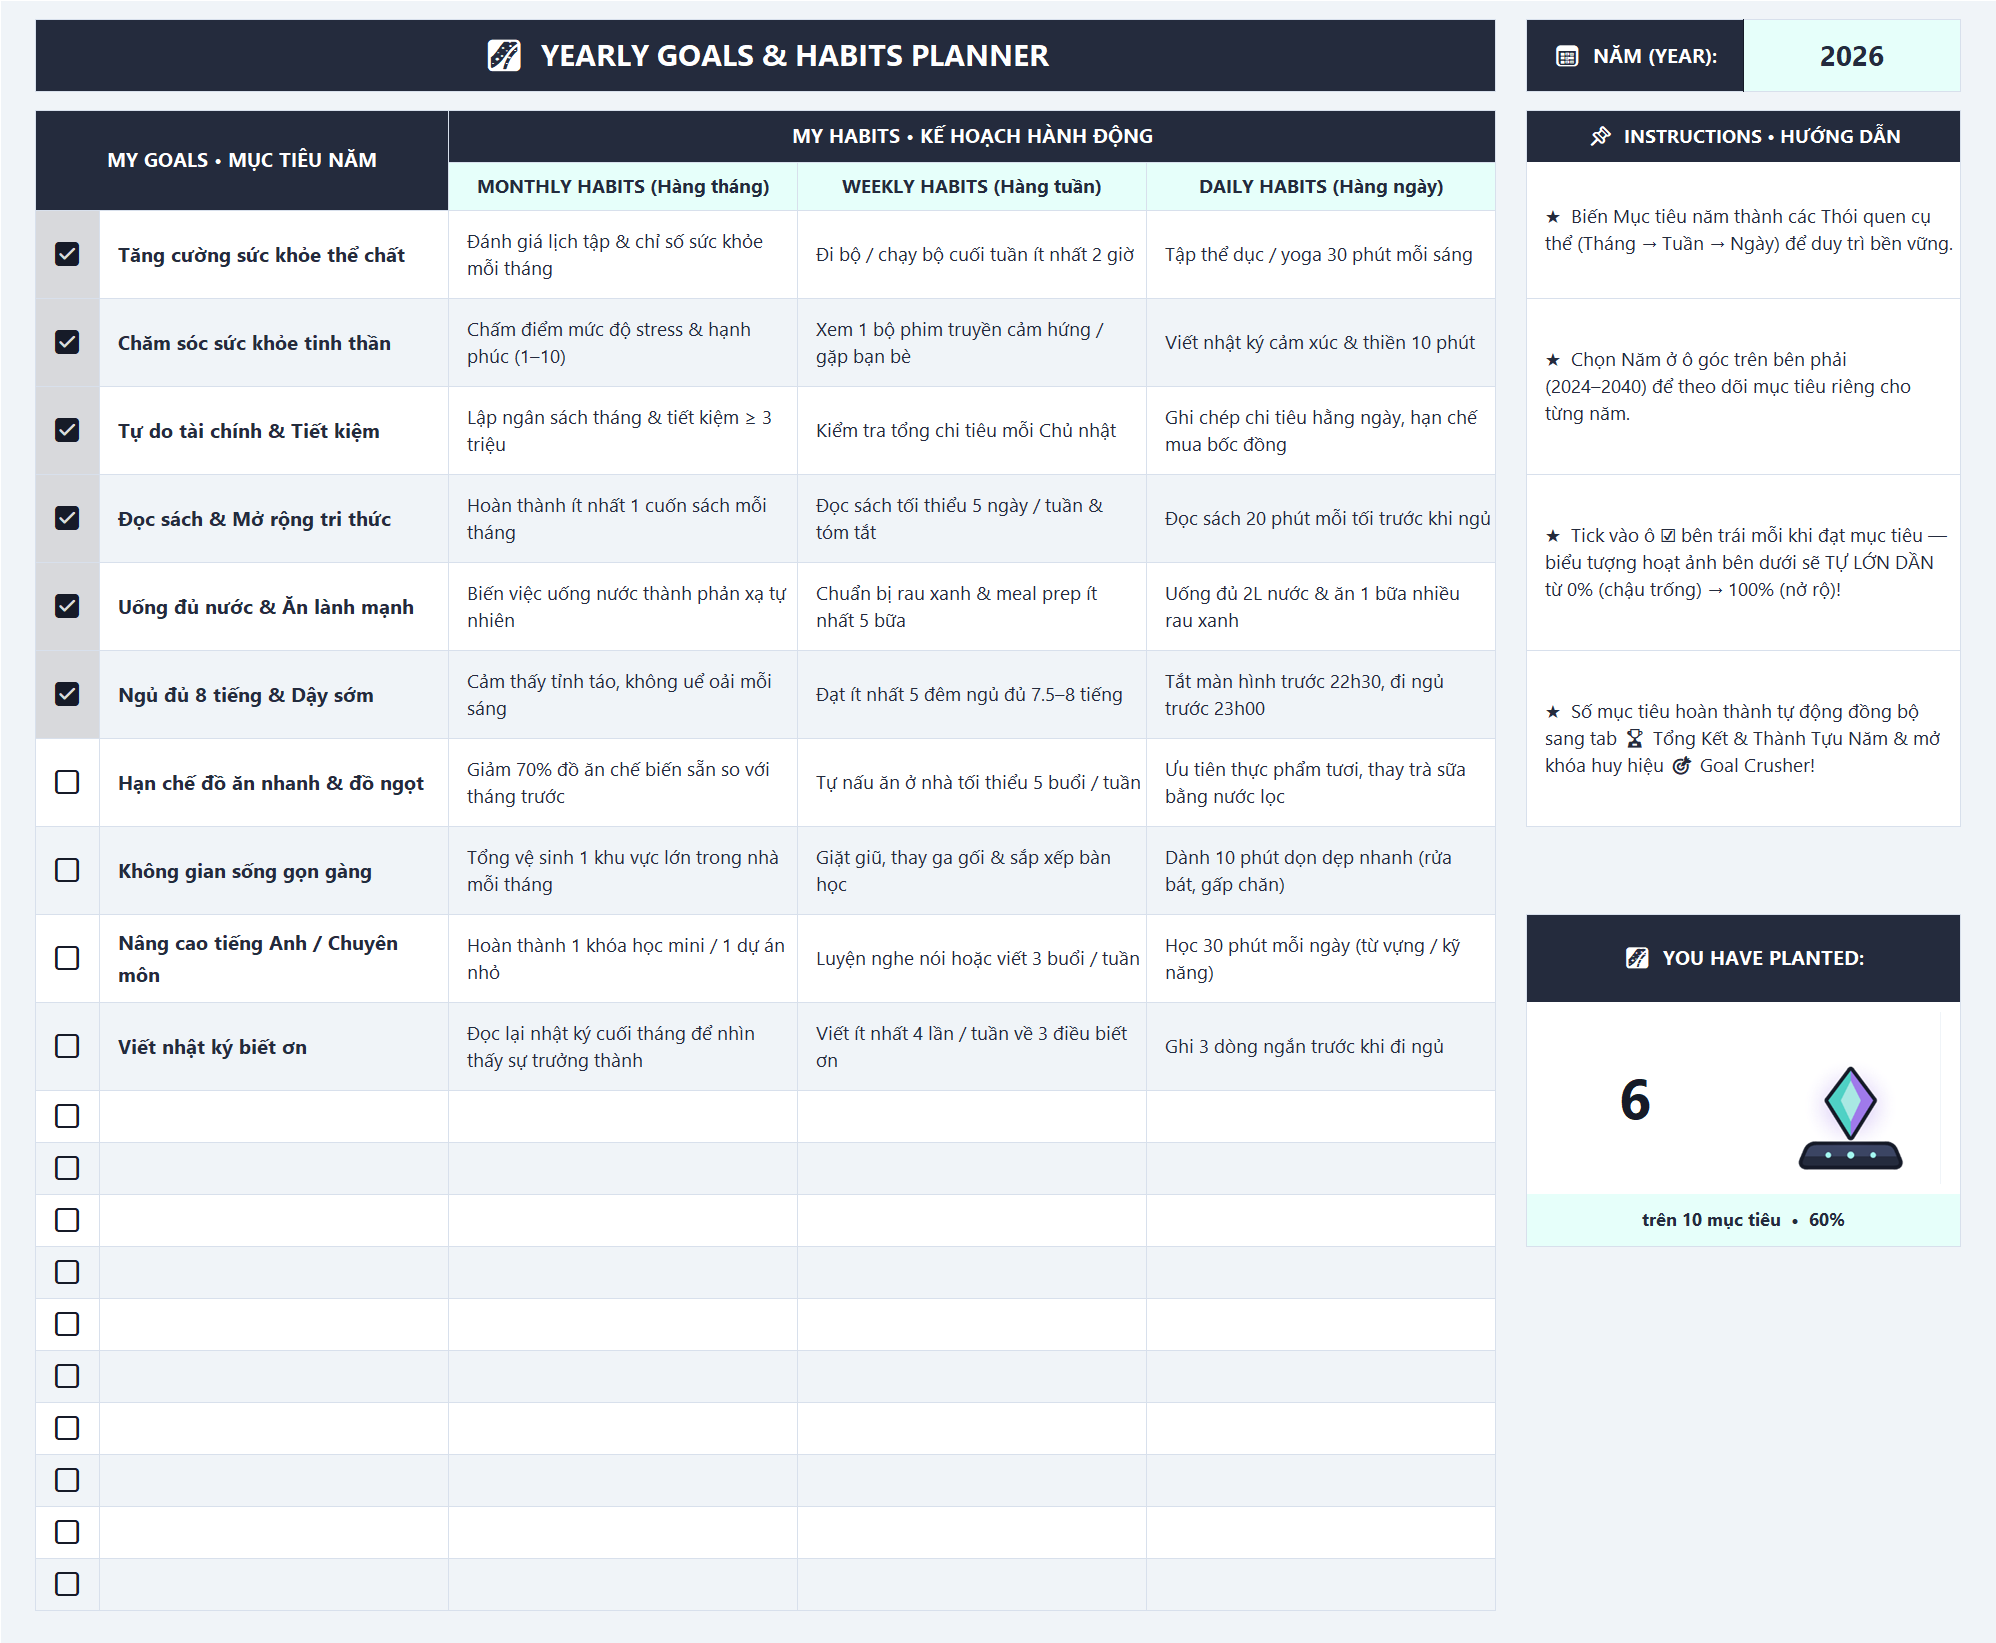 YEARLY GOALS & HABITS PLANNER
NĂM (YEAR):
2026
MY GOALS • MỤC TIÊU NĂM
MY HABITS • KẾ HOẠCH HÀNH ĐỘNG
MONTHLY HABITS (Hàng tháng)
WEEKLY HABITS (Hàng tuần)
DAILY HABITS (Hàng ngày)
Tăng cường sức khỏe thể chất
Đánh giá lịch tập & chỉ số sức khỏe
mỗi tháng
Đi bộ / chạy bộ cuối tuần ít nhất 2 giờ
Tập thể dục / yoga 30 phút mỗi sáng
Chăm sóc sức khỏe tinh thần
Chấm điểm mức độ stress & hạnh
phúc (1–10)
Xem 1 bộ phim truyền cảm hứng /
gặp bạn bè
Viết nhật ký cảm xúc & thiền 10 phút
Tự do tài chính & Tiết kiệm
Lập ngân sách tháng & tiết kiệm ≥ 3
triệu
Kiểm tra tổng chi tiêu mỗi Chủ nhật
Ghi chép chi tiêu hằng ngày, hạn chế
mua bốc đồng
Đọc sách & Mở rộng tri thức
Hoàn thành ít nhất 1 cuốn sách mỗi
tháng
Đọc sách tối thiểu 5 ngày / tuần &
tóm tắt
Đọc sách 20 phút mỗi tối trước khi ngủ
Uống đủ nước & Ăn lành mạnh
Biến việc uống nước thành phản xạ tự
nhiên
Chuẩn bị rau xanh & meal prep ít
nhất 5 bữa
Uống đủ 2L nước & ăn 1 bữa nhiều
rau xanh
Ngủ đủ 8 tiếng & Dậy sớm
Cảm thấy tỉnh táo, không uể oải mỗi
sáng
Đạt ít nhất 5 đêm ngủ đủ 7.5–8 tiếng
Tắt màn hình trước 22h30, đi ngủ
trước 23h00
Hạn chế đồ ăn nhanh & đồ ngọt
Giảm 70% đồ ăn chế biến sẵn so với
tháng trước
Tự nấu ăn ở nhà tối thiểu 5 buổi / tuần
Ưu tiên thực phẩm tươi, thay trà sữa
bằng nước lọc
Không gian sống gọn gàng
Tổng vệ sinh 1 khu vực lớn trong nhà
mỗi tháng
Giặt giũ, thay ga gối & sắp xếp bàn
học
Dành 10 phút dọn dẹp nhanh (rửa
bát, gấp chăn)
Nâng cao tiếng Anh / Chuyên
môn
Hoàn thành 1 khóa học mini / 1 dự án
nhỏ
Luyện nghe nói hoặc viết 3 buổi / tuần
Học 30 phút mỗi ngày (từ vựng / kỹ
năng)
Viết nhật ký biết ơn
Đọc lại nhật ký cuối tháng để nhìn
thấy sự trưởng thành
Viết ít nhất 4 lần / tuần về 3 điều biết
ơn
Ghi 3 dòng ngắn trước khi đi ngủ
INSTRUCTIONS • HƯỚNG DẪN
★ Biến Mục tiêu năm thành các Thói quen cụ
thể (Tháng → Tuần → Ngày) để duy trì bền vững.
★ Chọn Năm ở ô góc trên bên phải
(2024–2040) để theo dõi mục tiêu riêng cho
từng năm.
★ Tick vào ô ☑ bên trái mỗi khi đạt mục tiêu —
biểu tượng hoạt ảnh bên dưới sẽ TỰ LỚN DẦN
từ 0% (chậu trống) → 100% (nở rộ)!
★ Số mục tiêu hoàn thành tự động đồng bộ
sang tab 🏆 Tổng Kết & Thành Tựu Năm & mở
khóa huy hiệu 🎯 Goal Crusher!
YOU HAVE PLANTED:
6
trên 10 mục tiêu • 60%